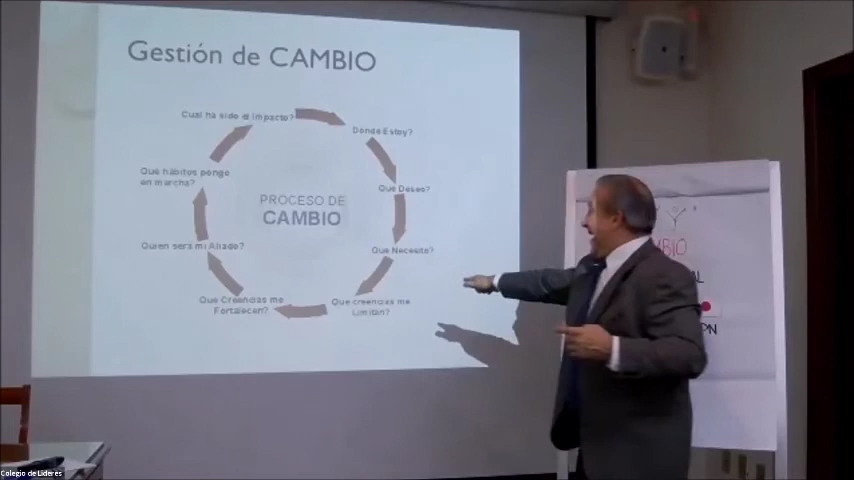 Gestión de CAMBIO
Cual ha sido el impacto?
Donde Estoy?
Que Deseo?
Que Necesito?
Que creencias me
Limitan?
Que Creencias me
Fortalecen?
Quien será mi Aliado?
Que hábitos pongo
en marcha?
PROCESO DE
CAMBIO
Colegio de Lideres